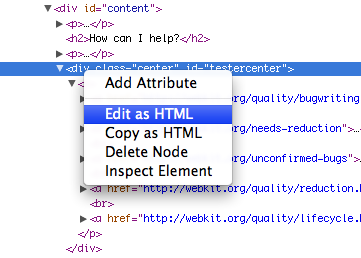 ▼<div id="content">
▶<p>…</p>
<h2>How can I help?</h2>
▶<p>…</p>
▼<div class="center" id="testercenter">
Add Attribute
Edit as HTML
Copy as HTML
Delete Node
Inspect Element
.org/quality/bugwriting
.org/needs-reduction">…
.org/unconfirmed-bugs">…
▶<a href="http://webkit.org/quality/reduction.h
<br>
▶<a href="http://webkit.org/quality/lifecycle.h
</p>
</div>